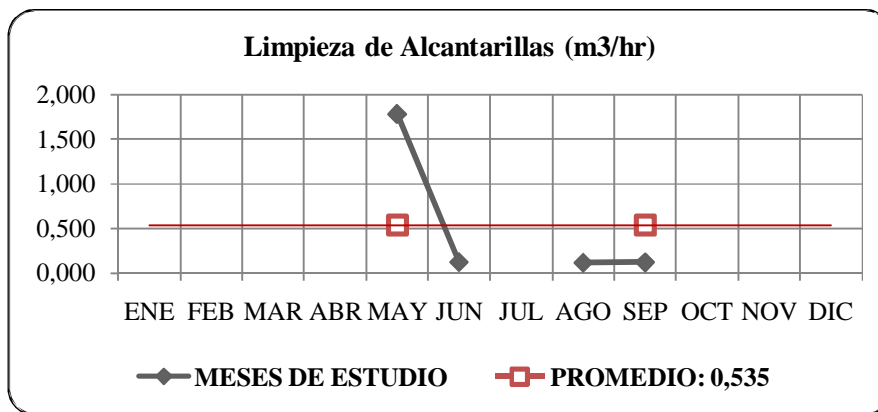 Limpieza de Alcantarillas (m3/hr)
2,000
1,500
1,000
0,500
0,000
ENE FEB MAR ABR MAY JUN JUL AGO SEP OCT NOV DIC
MESES DE ESTUDIO PROMEDIO: 0,535